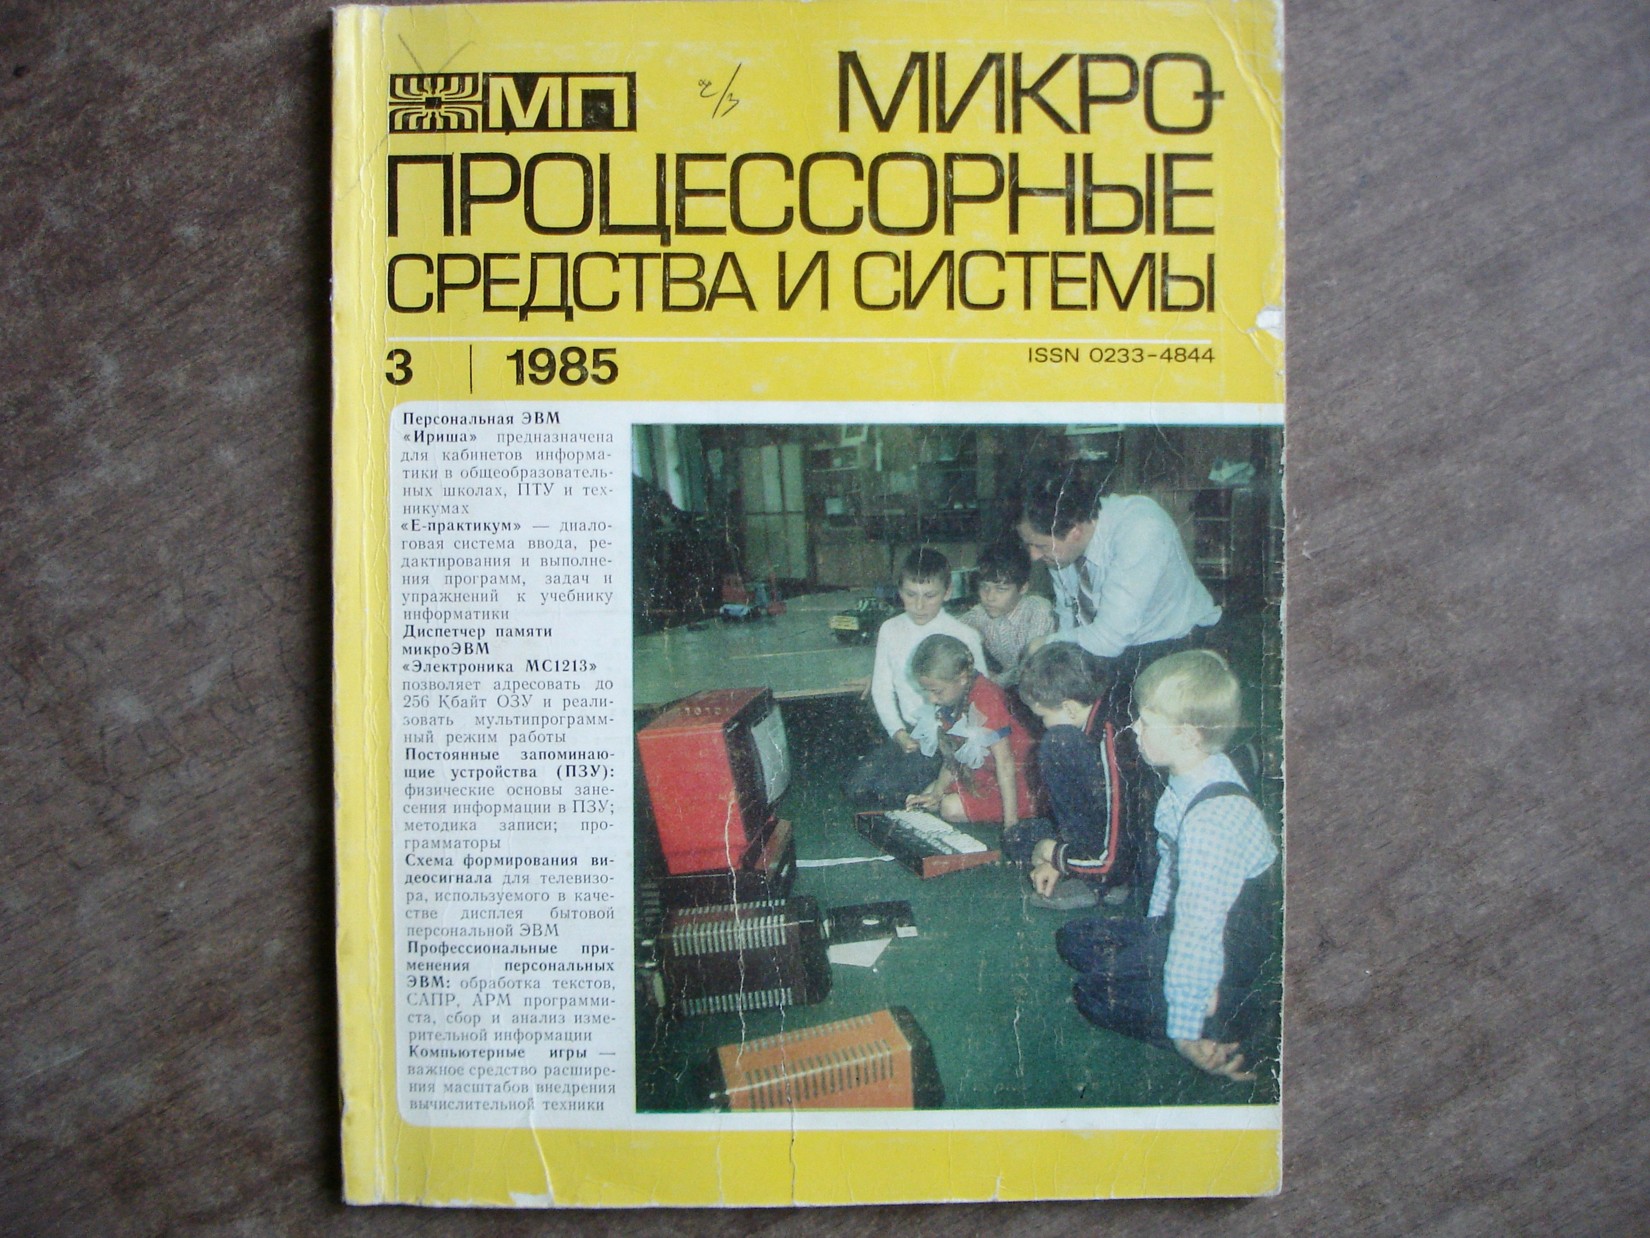 МП
МИКРО-
ПРОЦЕССОРНЫЕ
СРЕДСТВА И СИСТЕМЫ
3 | 1985
ISSN 0233-4844
Персональная ЭВМ
«Ириша» предназначена
для кабинетов информа-
тики в общеобразователь-
ных школах, ПТУ и тех-
никумах
«Е-практикум» — диало-
говая система ввода, ре-
дактирования и выполне-
ния программ, задач и
упражнений к учебнику
информатики
Диспетчер памяти
микроЭВМ
«Электроника МС1213»
позволяет адресовать до
256 Кбайт ОЗУ и реали-
зовать мультипрограмм-
ный режим работы
Постоянные запоминаю-
щие устройства (ПЗУ):
физические основы зане-
сения информации в ПЗУ;
методика записи; про-
грамматоры
Схема формирования ви-
деосигнала для телевизо-
ра, используемого в каче-
стве дисплея бытовой
персональной ЭВМ
Профессиональные при-
менения персональных
ЭВМ: обработка текстов,
САПР, АРМ программи-
ста, сбор и анализ изме-
рительной информации
Компьютерные игры —
важное средство расшире-
ния масштабов внедрения
вычислительной техники